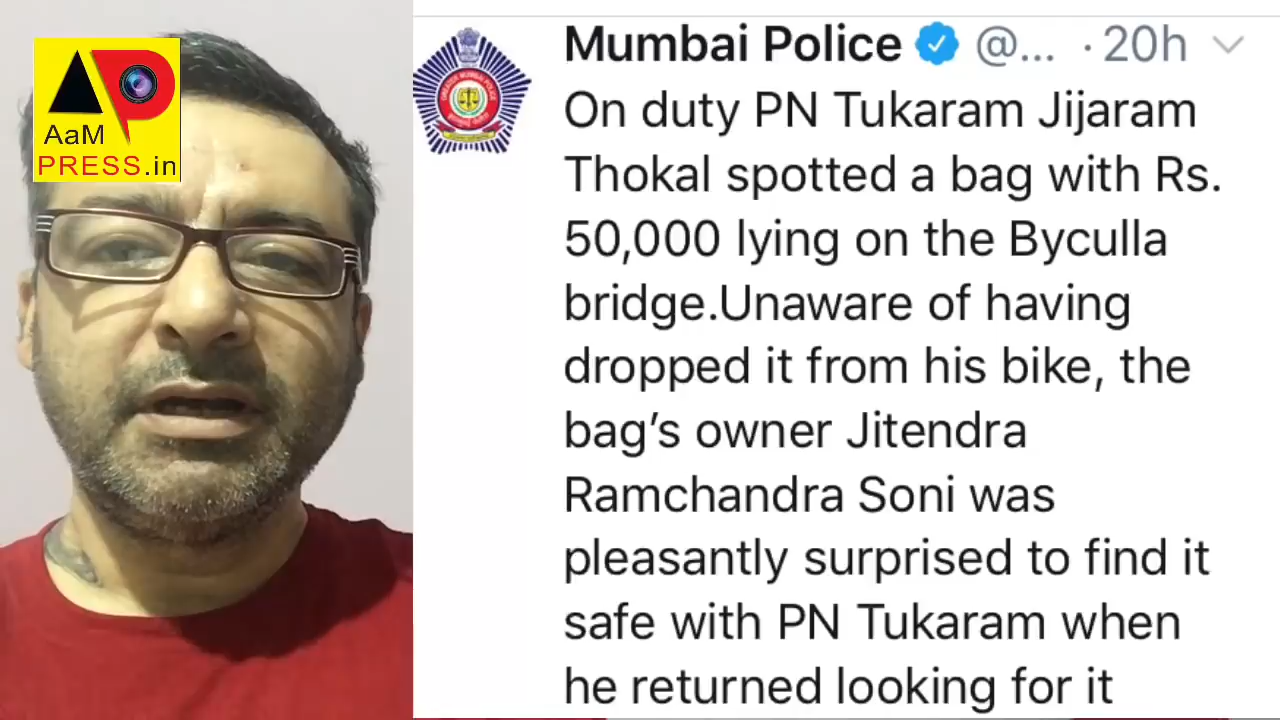 AaM
PRESS.in
Mumbai Police @... · 20h
On duty PN Tukaram Jijaram
Thokal spotted a bag with Rs.
50,000 lying on the Byculla
bridge.Unaware of having
dropped it from his bike, the
bag's owner Jitendra
Ramchandra Soni was
pleasantly surprised to find it
safe with PN Tukaram when
he returned looking for it